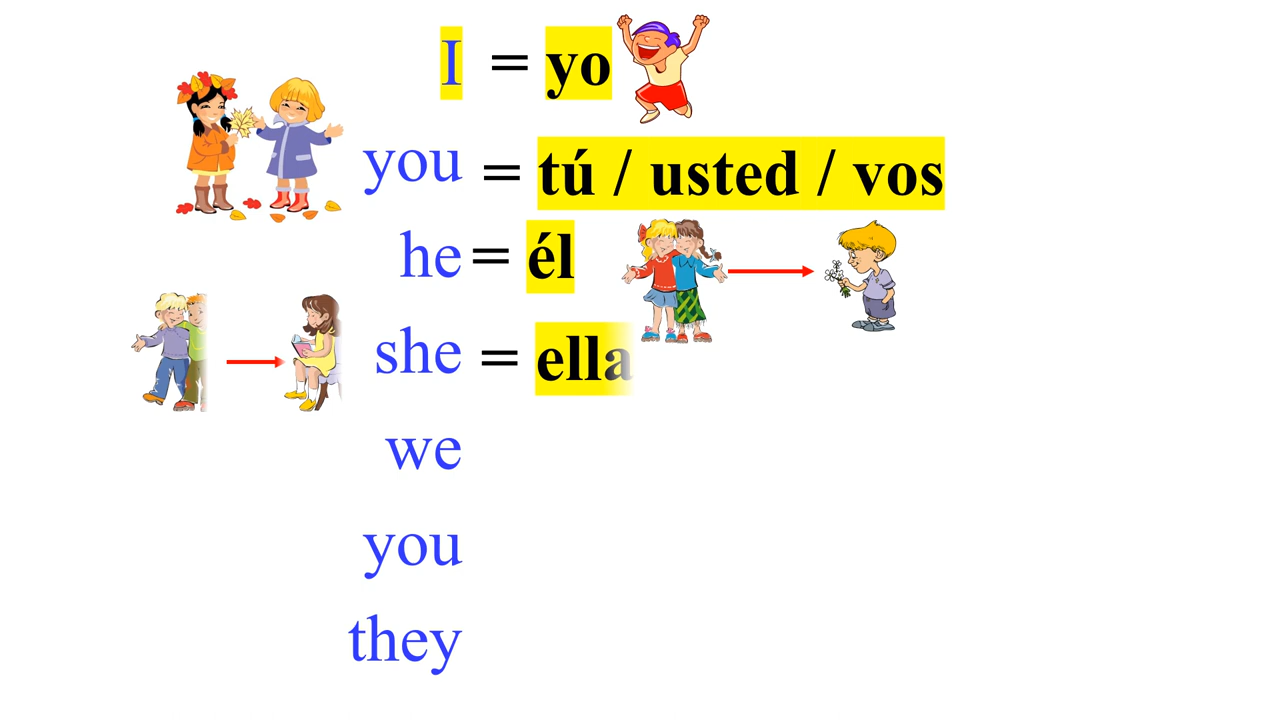 I = yo
you = tú / usted / vos
he = él
she = ella
we
you
they